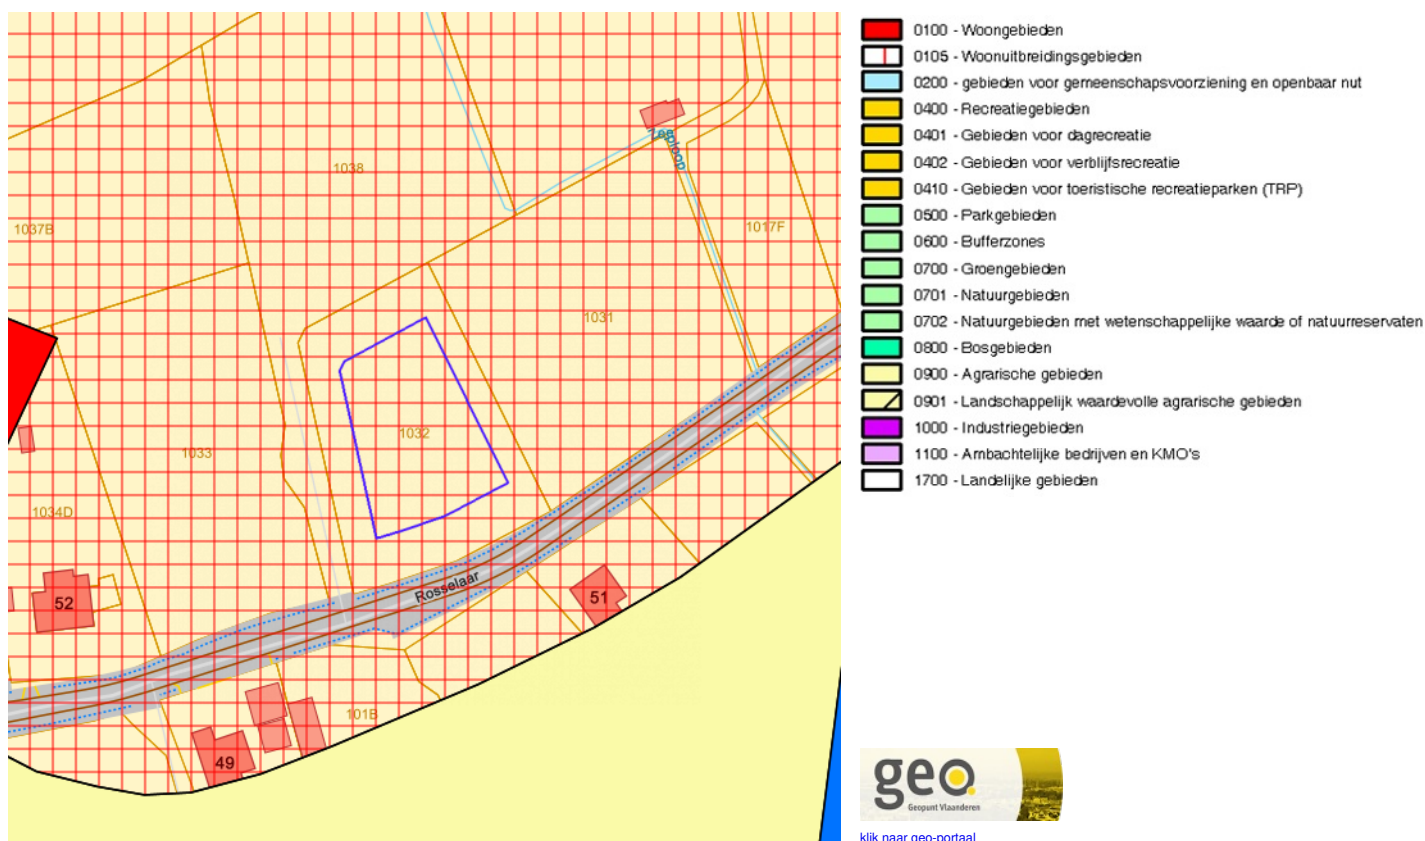 1038
1037B
1017F
1031
1032
1033
1034D
52
Rosselaar
51
101B
49
0100 - Woongebieden
0105 - Woonuitbreidingsgebieden
0200 - gebieden voor gemeenschapsvoorziening en openbaar nut
0400 - Recreatiegebieden
0401 - Gebieden voor dagrecreatie
0402 - Gebieden voor verblijfsrecreatie
0410 - Gebieden voor toeristische recreatieparken (TRP)
0500 - Parkgebieden
0600 - Bufferzones
0700 - Groengebieden
0701 - Natuurgebieden
0702 - Natuurgebieden met wetenschappelijke waarde of natuurreservaten
0800 - Bosgebieden
0900 - Agrarische gebieden
0901 - Landschappelijk waardevolle agrarische gebieden
1000 - Industriegebieden
1100 - Ambachtelijke bedrijven en KMO's
1700 - Landelijke gebieden
geo
Geopunt Vlaanderen
klik naar geo-portaal